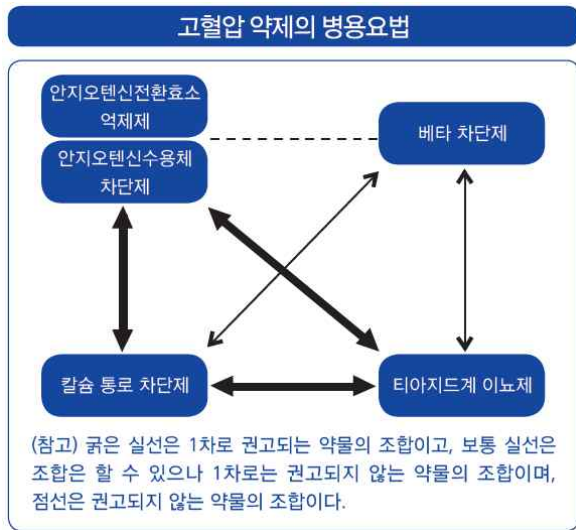 고혈압 약제의 병용요법
안지오텐신전환효소
억제제
안지오텐신수용체
차단제
베타 차단제
칼슘 통로 차단제
티아지드계 이뇨제
(참고) 굵은 실선은 1차로 권고되는 약물의 조합이고, 보통 실선은
조합은 할 수 있으나 1차로는 권고되지 않는 약물의 조합이며,
점선은 권고되지 않는 약물의 조합이다.